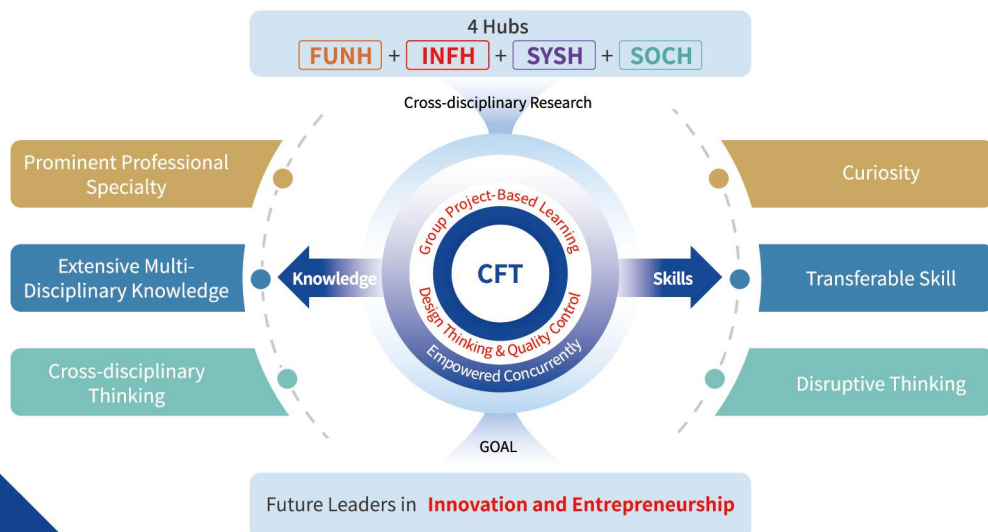 4 Hubs
FUNH + INFH + SYSH + SOCH
Cross-disciplinary Research
Prominent Professional
Specialty
Extensive Multi-
Disciplinary Knowledge
Cross-disciplinary
Thinking
Knowledge
Group Project-Based Learning
CFT
Design Thinking & Quality Control
Empowered Concurrently
Skills
Curiosity
Transferable Skill
Disruptive Thinking
GOAL
Future Leaders in Innovation and Entrepreneurship